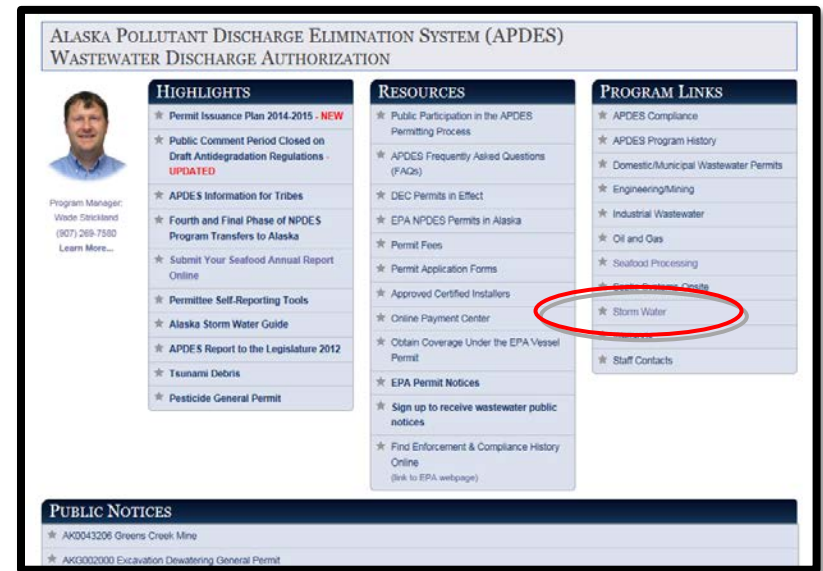 ALASKA POLLUTANT DISCHARGE ELIMINATION SYSTEM (APDES)
WASTEWATER DISCHARGE AUTHORIZATION
Program Manager:
Wade Strickland
(907) 269-7580
Learn More...
HIGHLIGHTS
Permit Issuance Plan 2014-2015 - NEW
Public Comment Period Closed on
Draft Antidegradation Regulations -
UPDATED
APDES Information for Tribes
Fourth and Final Phase of NPDES
Program Transfers to Alaska
Submit Your Seafood Annual Report
Online
Permittee Self-Reporting Tools
Alaska Storm Water Guide
APDES Report to the Legislature 2012
Tsunami Debris
Pesticide General Permit
RESOURCES
Public Participation in the APDES
Permitting Process
APDES Frequently Asked Questions
(FAQs)
DEC Permits in Effect
EPA NPDES Permits in Alaska
Permit Fees
Permit Application Forms
Approved Certified Installers
Online Payment Center
Obtain Coverage Under the EPA Vessel
Permit
EPA Permit Notices
Sign up to receive wastewater public
notices
Find Enforcement & Compliance History
Online
(link to EPA webpage)
PROGRAM LINKS
APDES Compliance
APDES Program History
Domestic/Municipal Wastewater Permits
Engineering/Mining
Industrial Wastewater
Oil and Gas
Seafood Processing
Septic Systems-Onsite
Storm Water
Staff Contacts
PUBLIC NOTICES
AK0043206 Greens Creek Mine
AKG002000 Excavation Dewatering General Permit